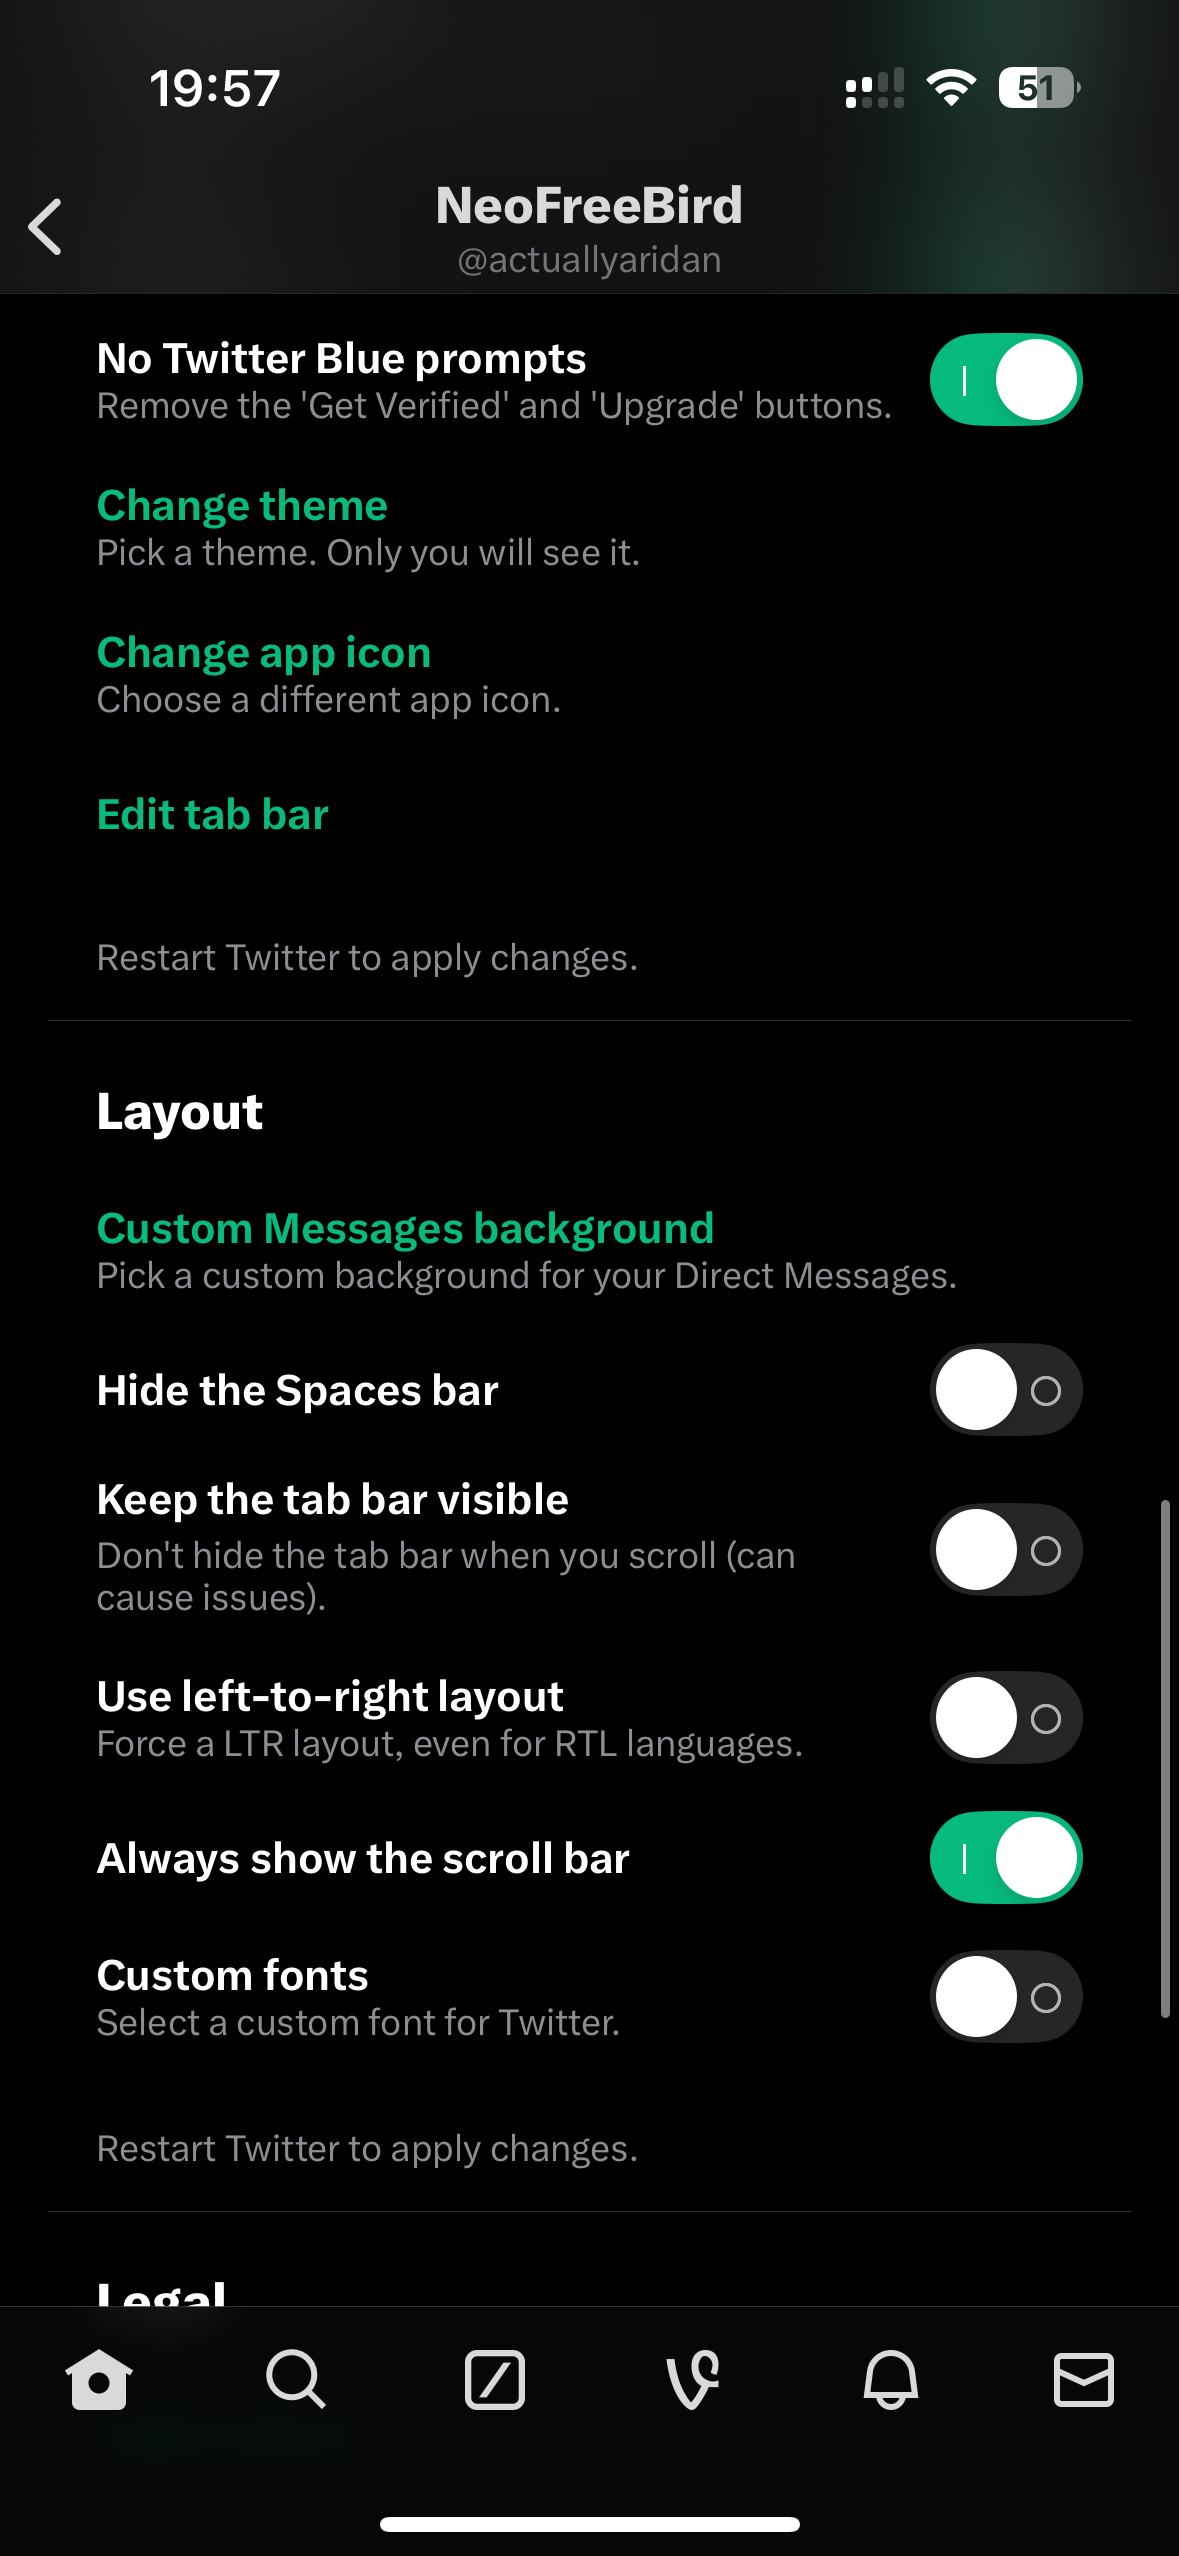 19:57
51
NeoFreeBird
@actuallyaridan
No Twitter Blue prompts
Remove the 'Get Verified' and 'Upgrade' buttons.
Change theme
Pick a theme. Only you will see it.
Change app icon
Choose a different app icon.
Edit tab bar
Restart Twitter to apply changes.
Layout
Custom Messages background
Pick a custom background for your Direct Messages.
Hide the Spaces bar
Keep the tab bar visible
Don't hide the tab bar when you scroll (can
cause issues).
Use left-to-right layout
Force a LTR layout, even for RTL languages.
Always show the scroll bar
Custom fonts
Select a custom font for Twitter.
Restart Twitter to apply changes.
Legal